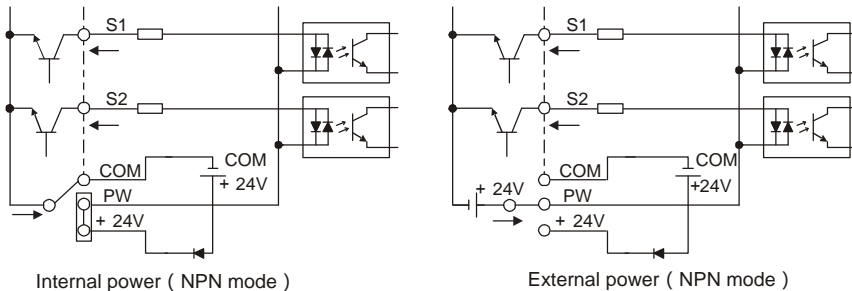 S1
S2
COM
COM
+ 24V
PW
+ 24V
Internal power ( NPN mode )
S1
S2
COM
COM
+24V
+ 24V
PW
+ 24V
External power ( NPN mode )